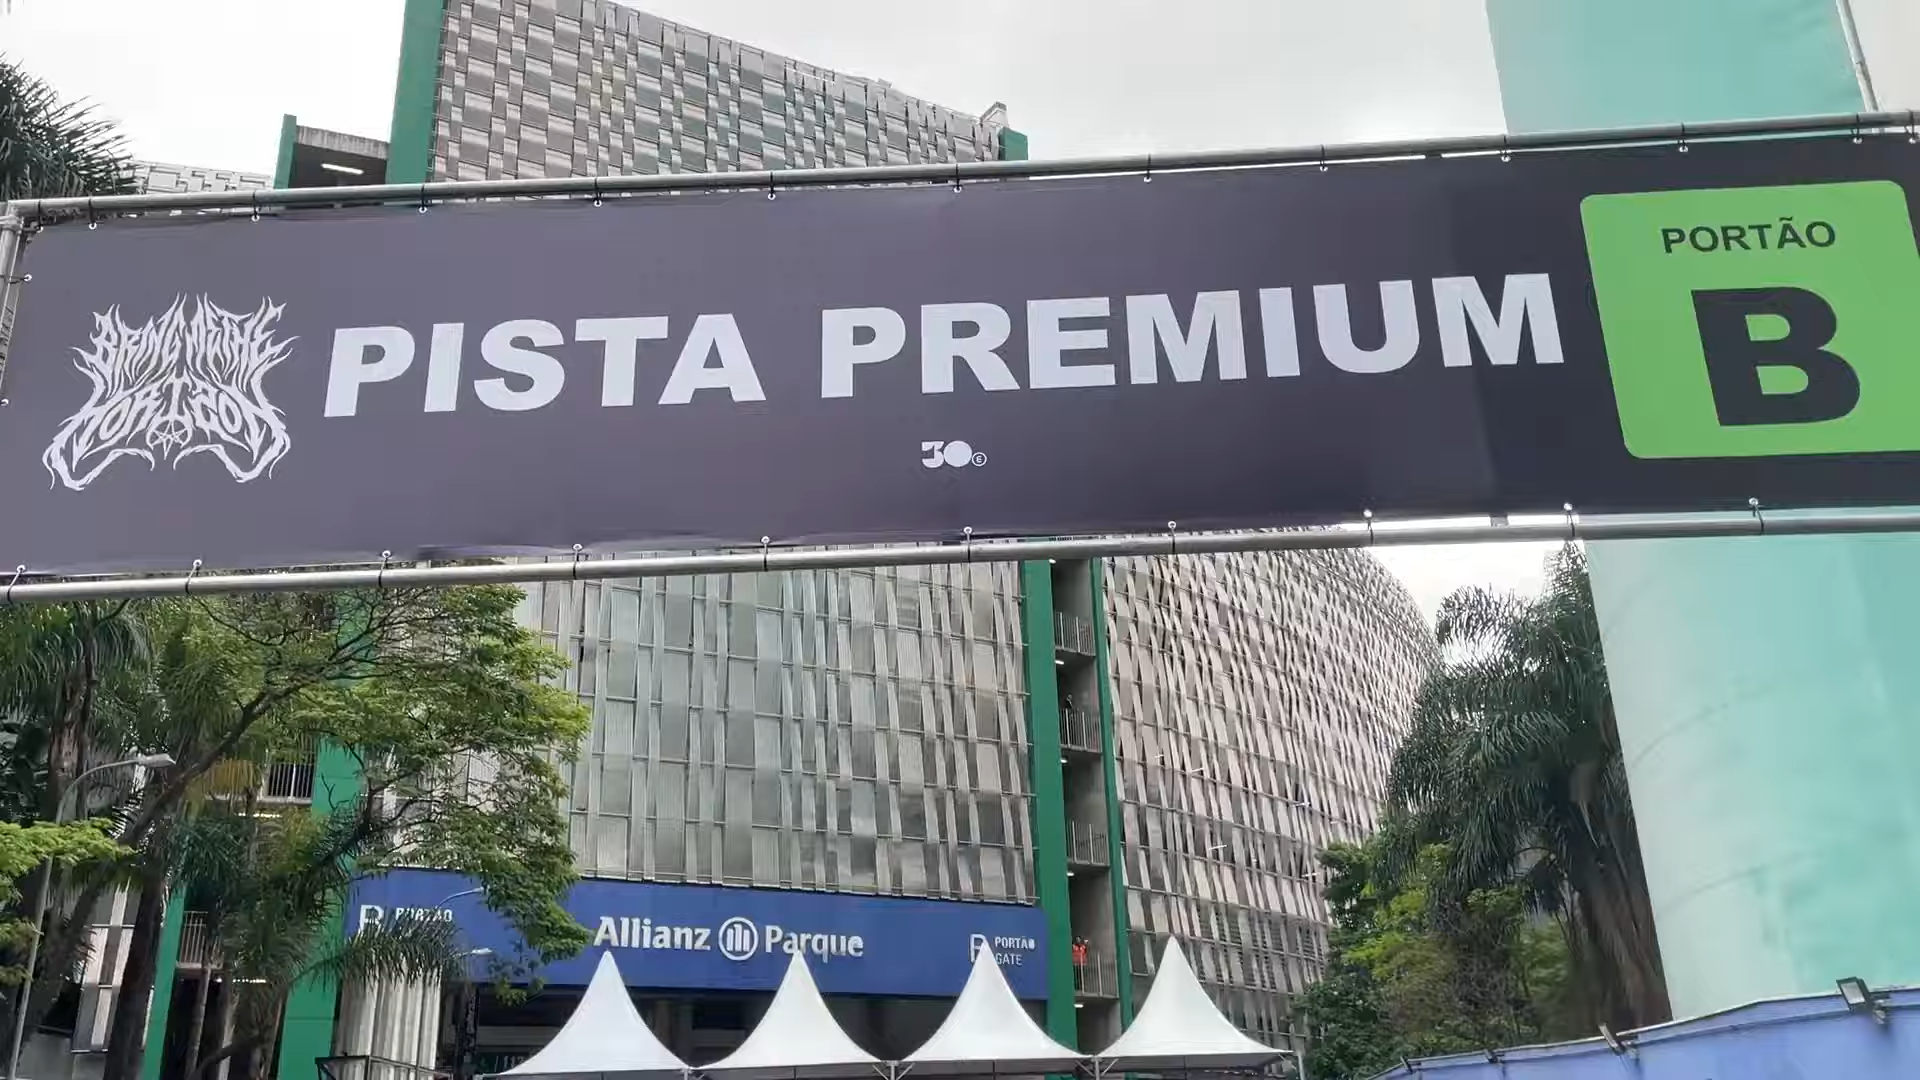 BRING ME THE
HORIZON
PISTA PREMIUM
30e
PORTÃO
B
B PORTÃO
Allianz Parque
B PORTÃO
GATE